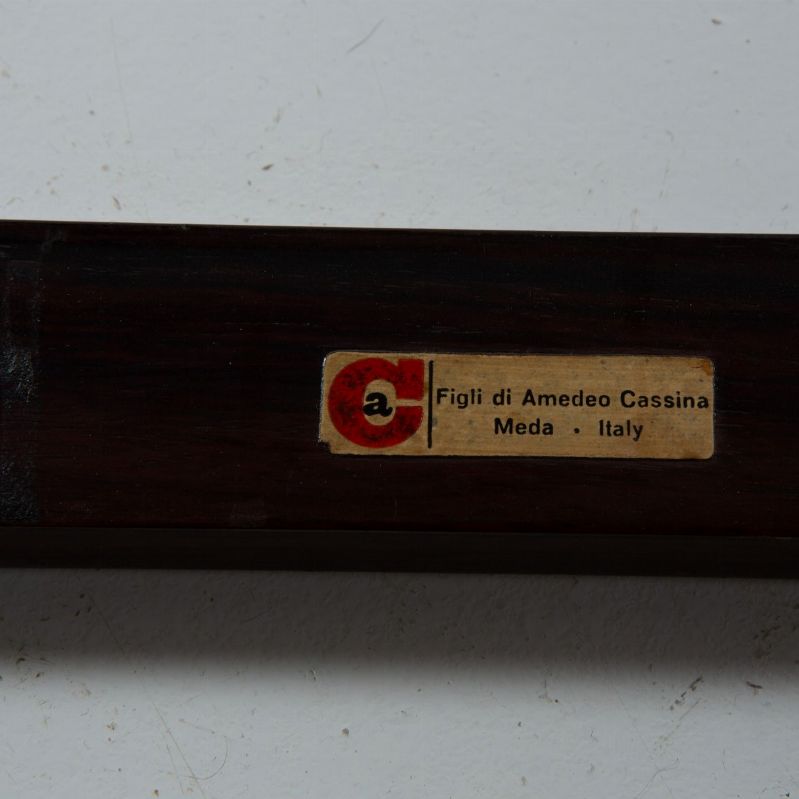 Ca
Figli di Amedeo Cassina
Meda • Italy